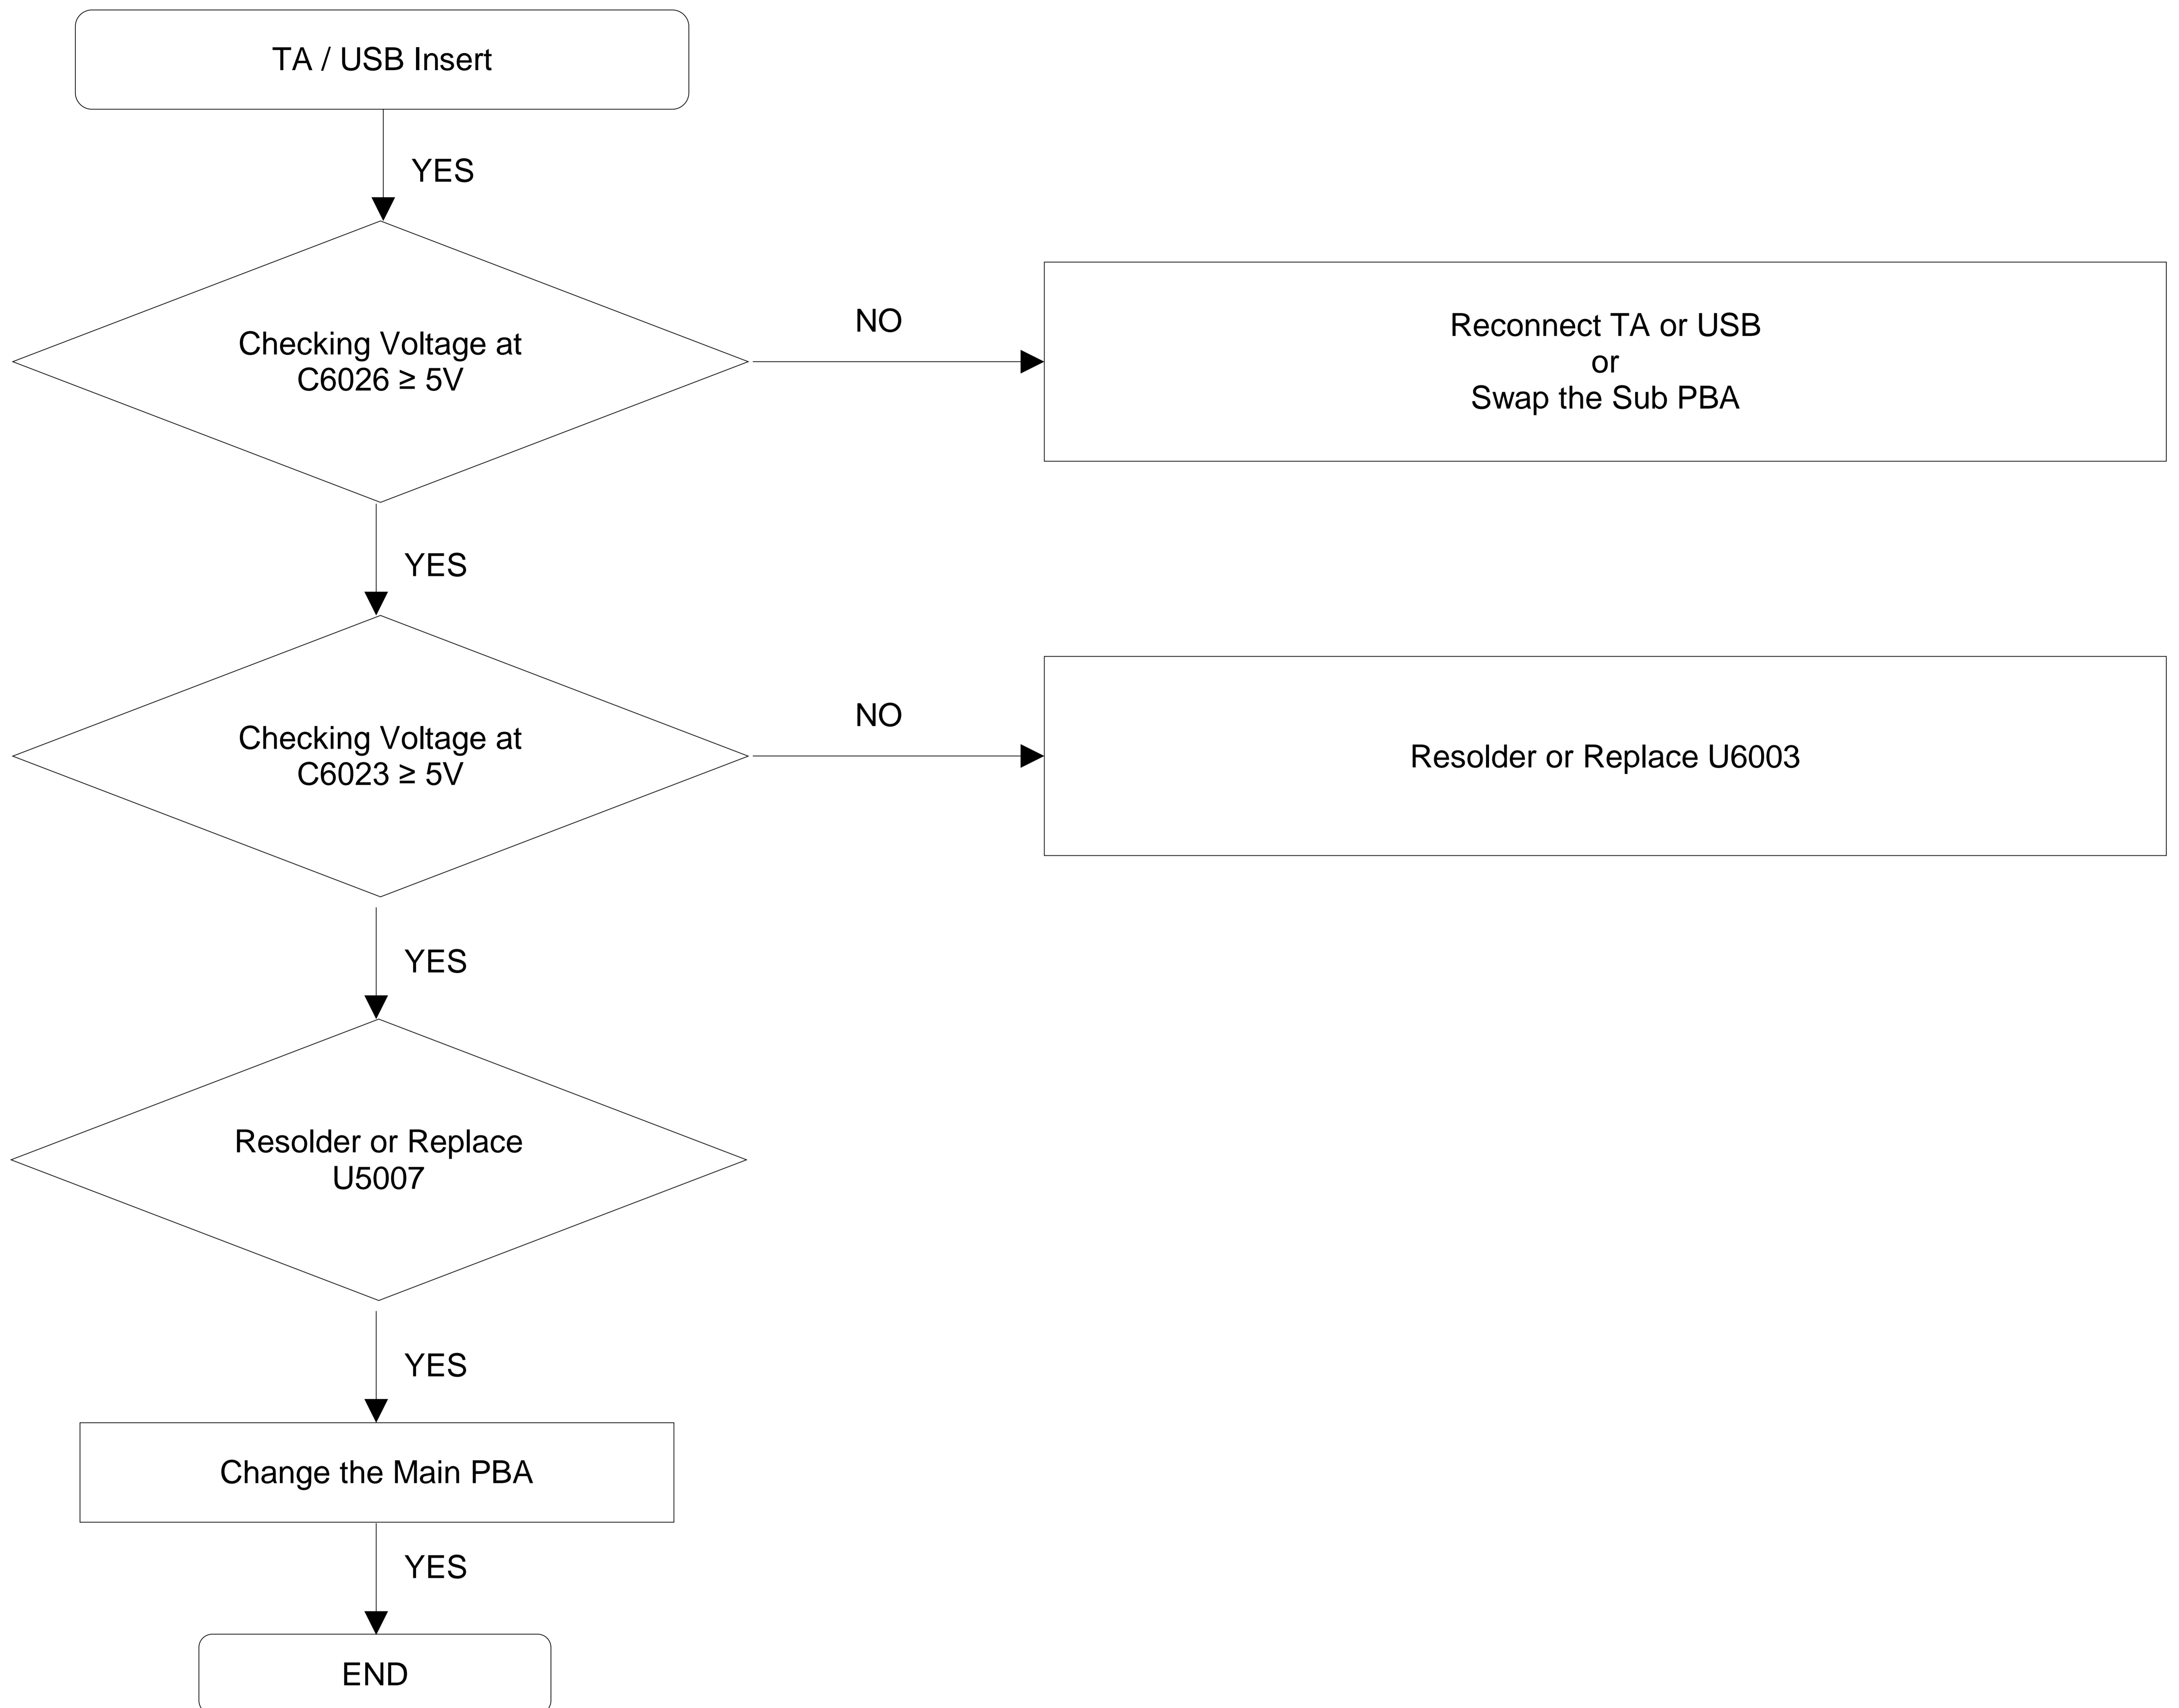 TA / USB Insert
YES
Checking Voltage at
C6026 ≥ 5V
NO
Reconnect TA or USB
or
Swap the Sub PBA
YES
Checking Voltage at
C6023 ≥ 5V
NO
Resolder or Replace U6003
YES
Resolder or Replace
U5007
YES
Change the Main PBA
YES
END